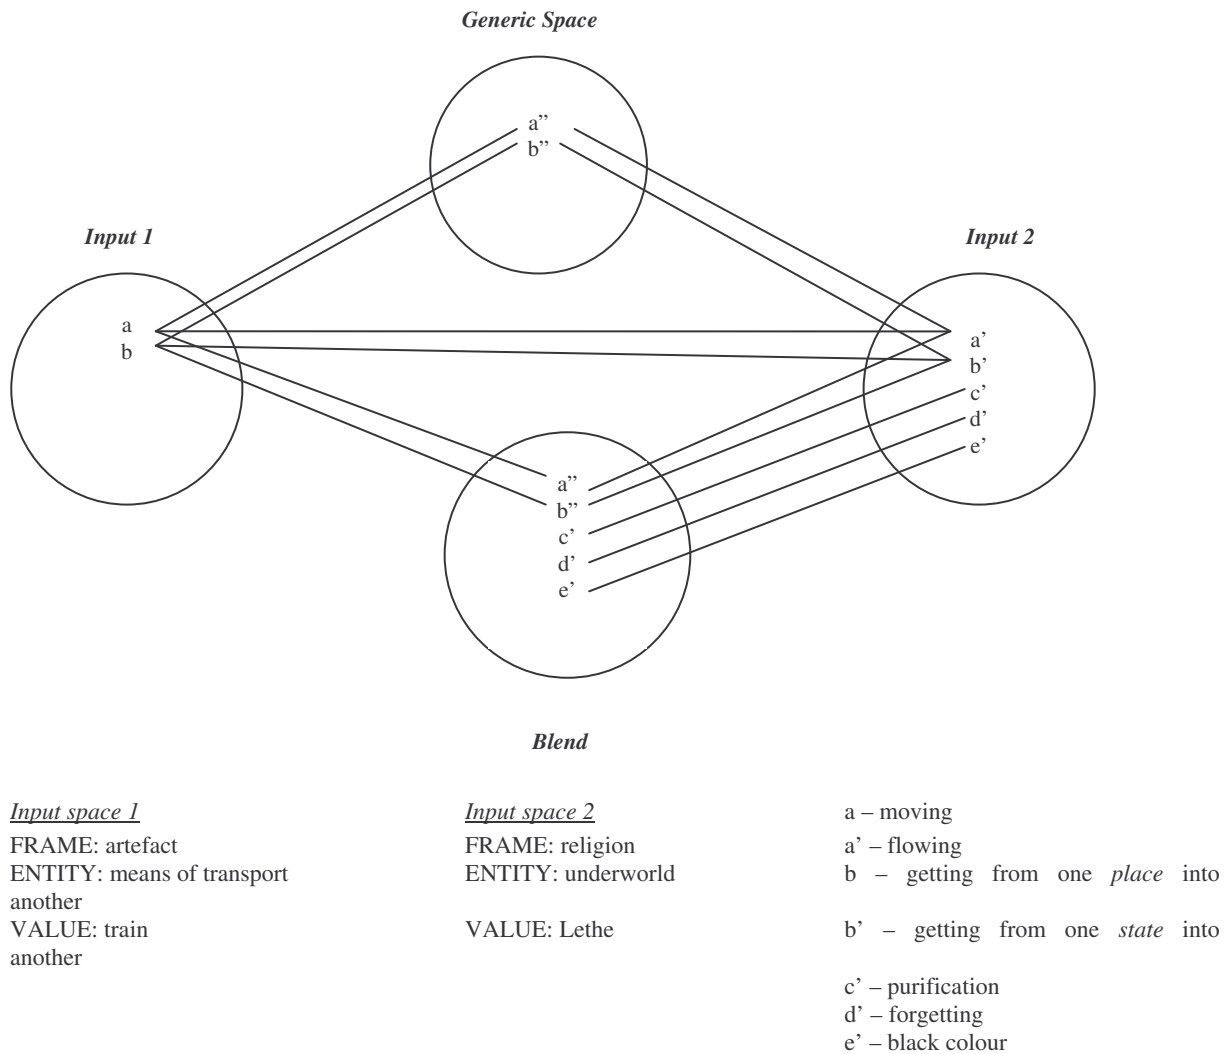 Generic Space
a”
b”
Input 1
Input 2
a
b
a’
b’
c’
d’
e’
a”
b”
c’
d’
e’
Blend
Input space 1 Input space 2 a – moving
FRAME: artefact FRAME: religion a’ – flowing
ENTITY: means of transport ENTITY: underworld b – getting from one place into
another
VALUE: train VALUE: Lethe b’ – getting from one state into
another
c’ – purification
d’ – forgetting
e’ – black colour